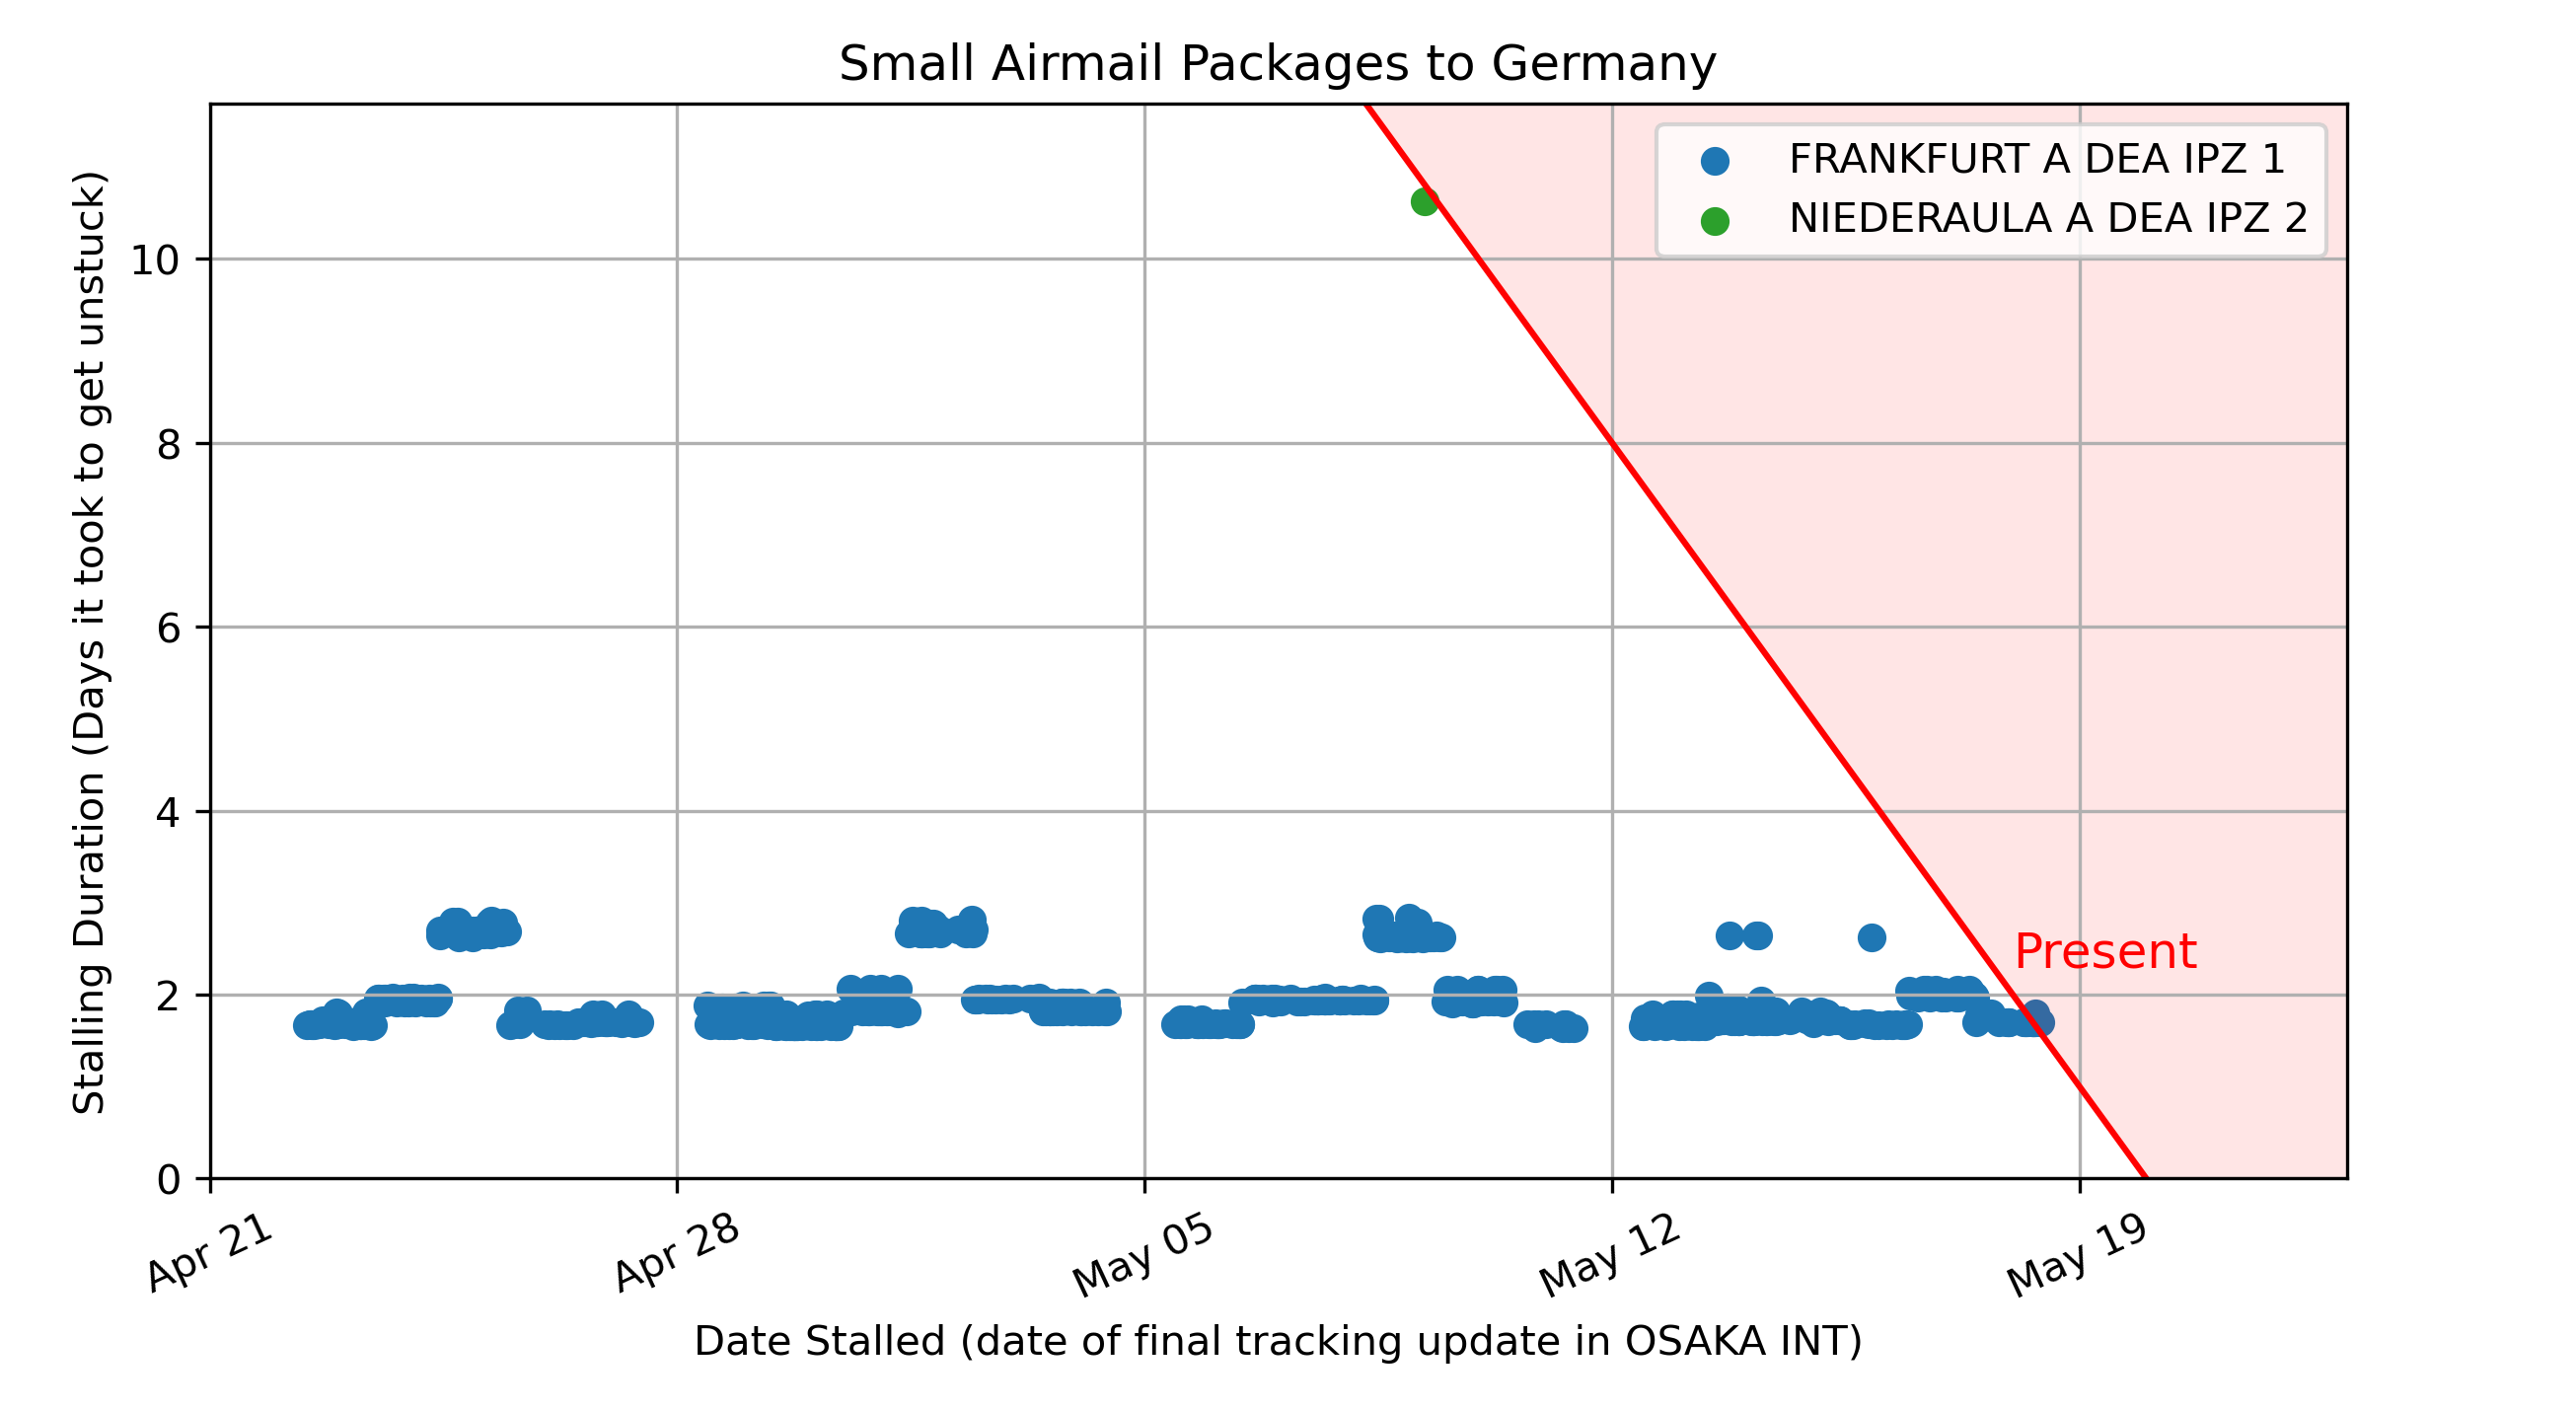 Small Airmail Packages to Germany
FRANKFURT A DEA IPZ 1
NIEDERAULA A DEA IPZ 2
Stalling Duration (Days it took to get unstuck)
10
8
6
4
2
0
Present
Apr 21
Apr 28
May 05
May 12
May 19
Date Stalled (date of final tracking update in OSAKA INT)